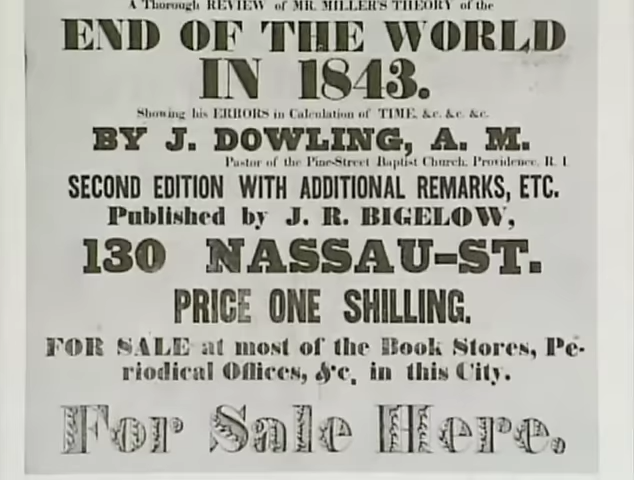 A Thorough REVIEW of MR. MILLER'S THEORY of the
END OF THE WORLD
IN 1843.
Showing his ERRORS in Calculation of TIME, &c. &c. &c.
BY J. DOWLING, A. M.
Pastor of the Pine-Street Baptist Church, Providence, R. I.
SECOND EDITION WITH ADDITIONAL REMARKS, ETC.
Published by J. R. BIGELOW,
130 NASSAU-ST.
PRICE ONE SHILLING.
FOR SALE at most of the Book Stores, Pe-
riodical Offices, &c. in this City.
For Sale Here.